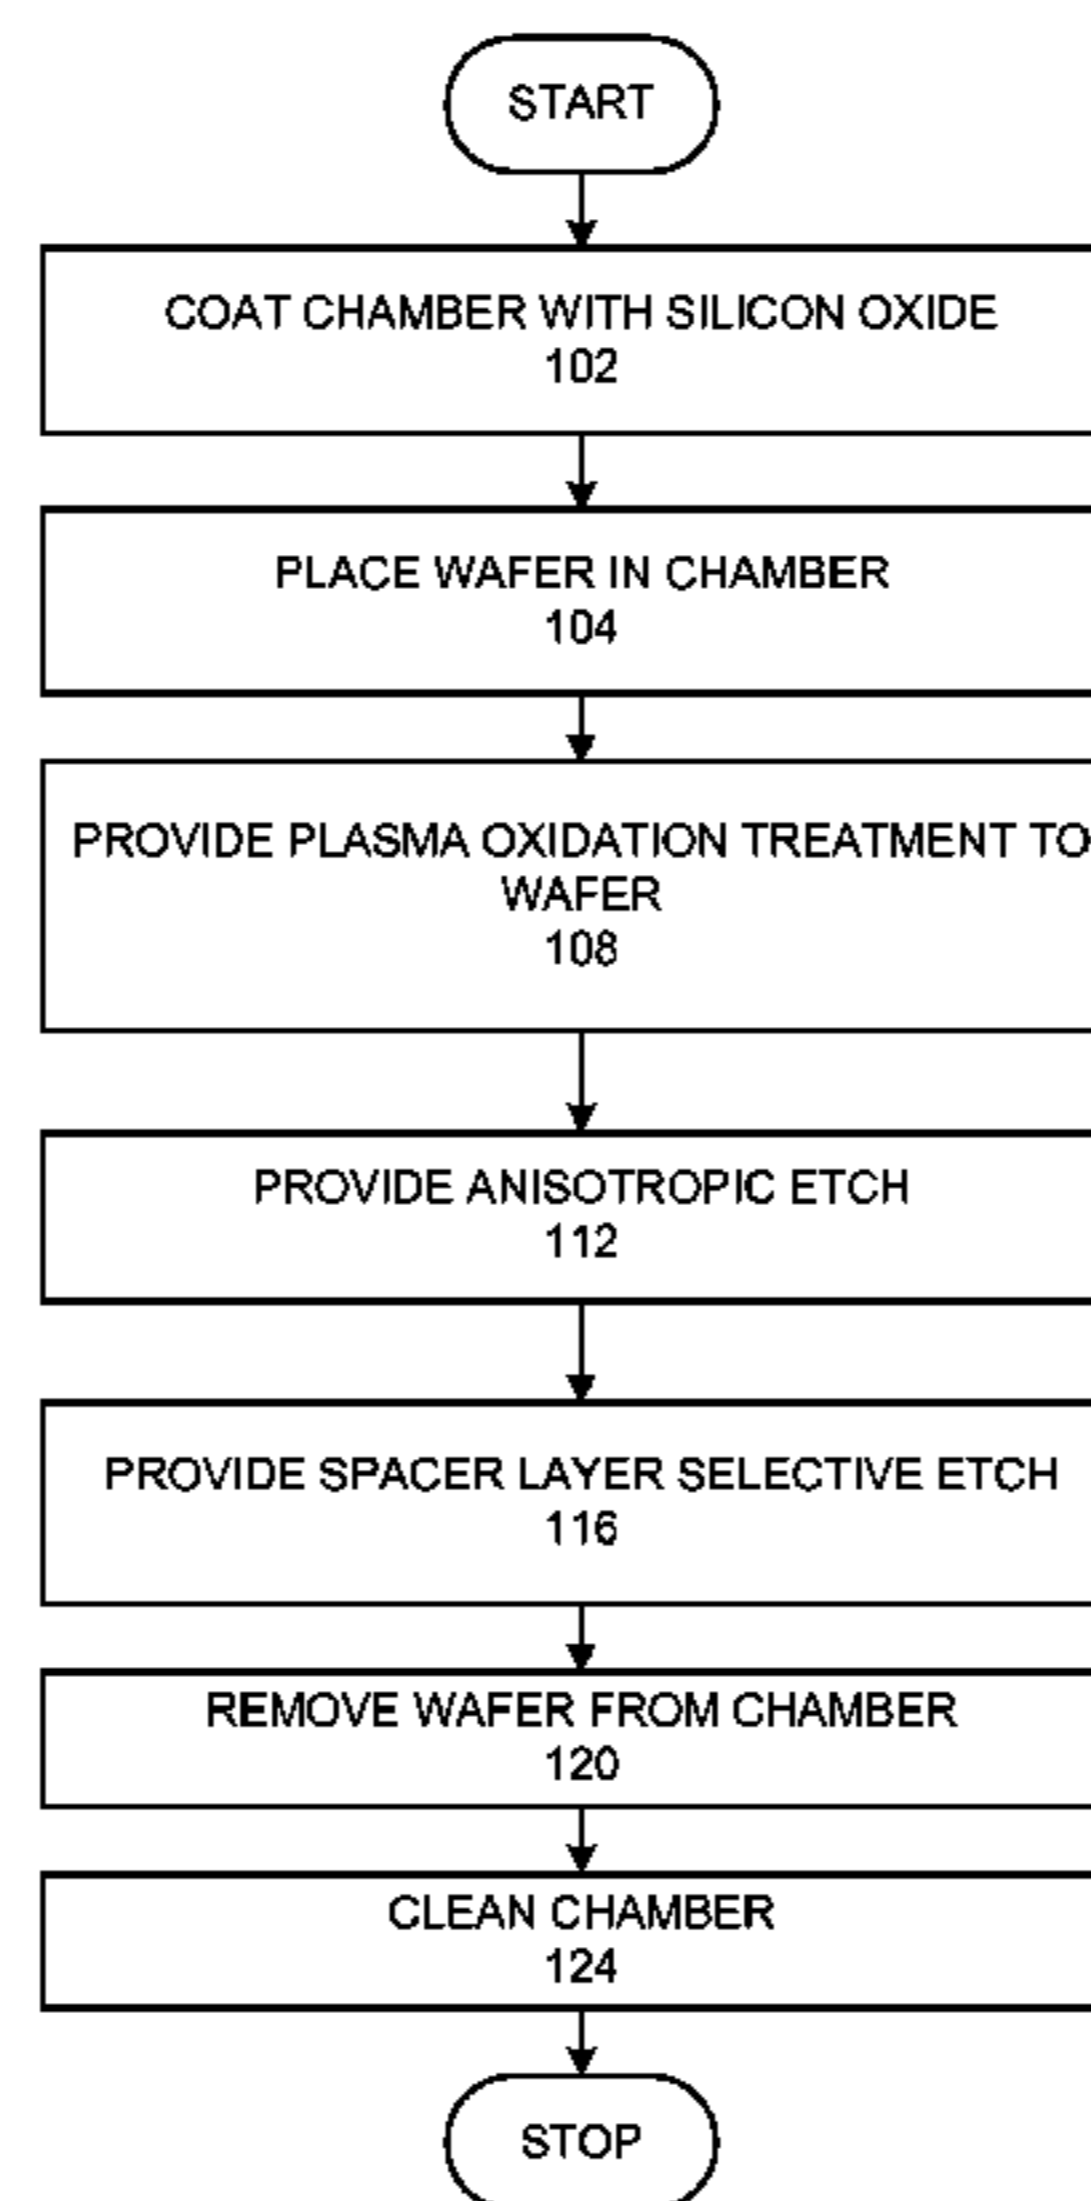 START
COAT CHAMBER WITH SILICON OXIDE
102
PLACE WAFER IN CHAMBER
104
PROVIDE PLASMA OXIDATION TREATMENT TO
WAFER
108
PROVIDE ANISOTROPIC ETCH
112
PROVIDE SPACER LAYER SELECTIVE ETCH
116
REMOVE WAFER FROM CHAMBER
120
CLEAN CHAMBER
124
STOP